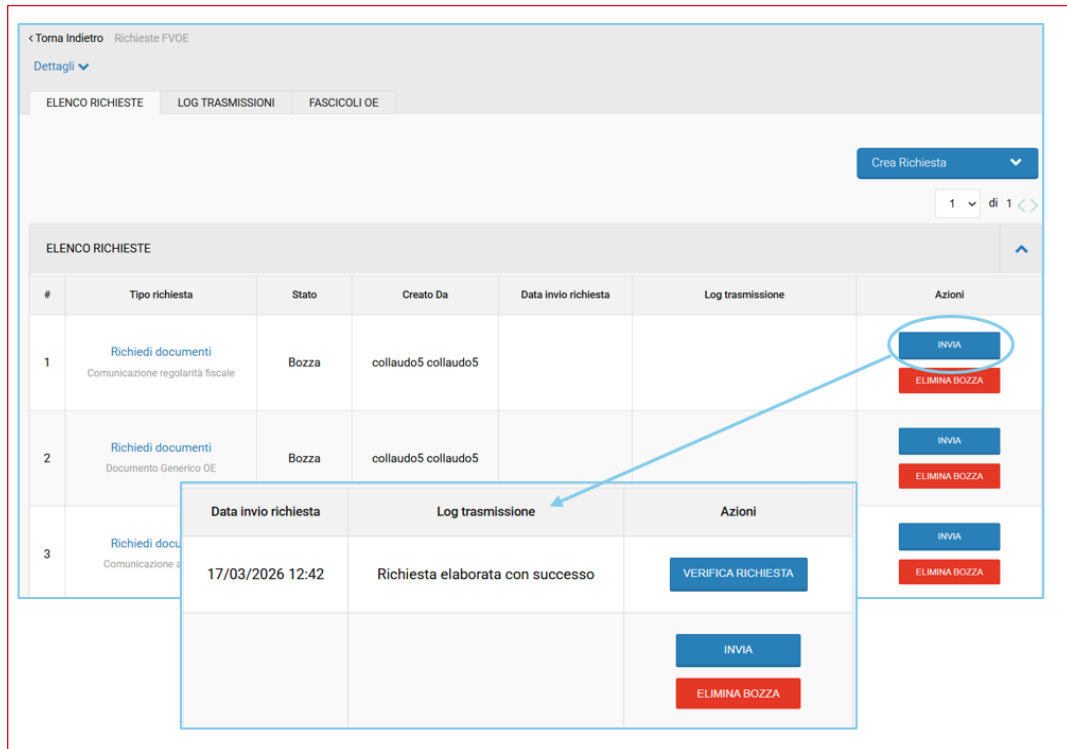 Torna Indietro Richieste FVOE
Dettagli
ELENCO RICHIESTE LOG TRASMISSIONI FASCICOLI OE
Crea Richiesta
1 di 1
ELENCO RICHIESTE
# Tipo richiesta Stato Creato Da Data invio richiesta Log trasmissione Azioni
1 Richiedi documenti Bozza collaudo5 collaudo5 INVIA
Comunicazione regolarità fiscale ELIMINA BOZZA
2 Richiedi documenti Bozza collaudo5 collaudo5 INVIA
Documento Generico OE ELIMINA BOZZA
3 Richiedi INVIA
Comunicazione ELIMINA BOZZA
Data invio richiesta Log trasmissione Azioni
17/03/2026 12:42 Richiesta elaborata con successo VERIFICA RICHIESTA
INVIA
ELIMINA BOZZA